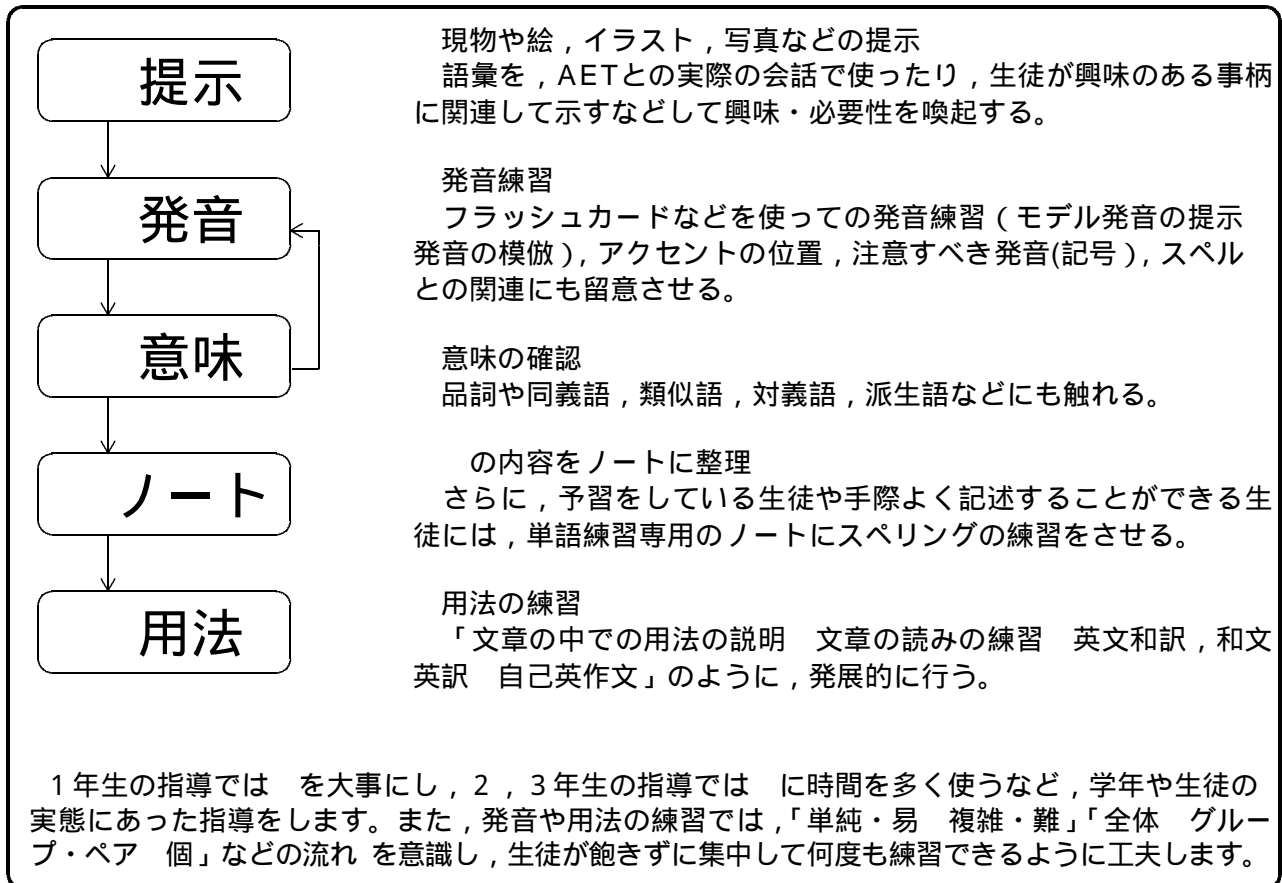 提示
現物や絵，イラスト，写真などの提示
語彙を，AETとの実際の会話で使ったり，生徒が興味のある事柄
に関連して示すなどして興味・必要性を喚起する。
発音
発音練習
フラッシュカードなどを使っての発音練習（モデル発音の提示
発音の模倣），アクセントの位置，注意すべき発音(記号），スペル
との関連にも留意させる。
意味
意味の確認
品詞や同義語，類似語，対義語，派生語などにも触れる。
ノート
の内容をノートに整理
さらに，予習をしている生徒や手際よく記述することができる生
徒には，単語練習専用のノートにスペリングの練習をさせる。
用法
用法の練習
「文章の中での用法の説明　文章の読みの練習　英文和訳，和文
英訳　自己英作文」のように，発展的に行う。
１年生の指導では　を大事にし，２，３年生の指導では　に時間を多く使うなど，学年や生徒の
実態にあった指導をします。また，発音や用法の練習では，「単純・易　複雑・難」「全体　グルー
プ・ペア　個」などの流れ を意識し，生徒が飽きずに集中して何度も練習できるように工夫します。